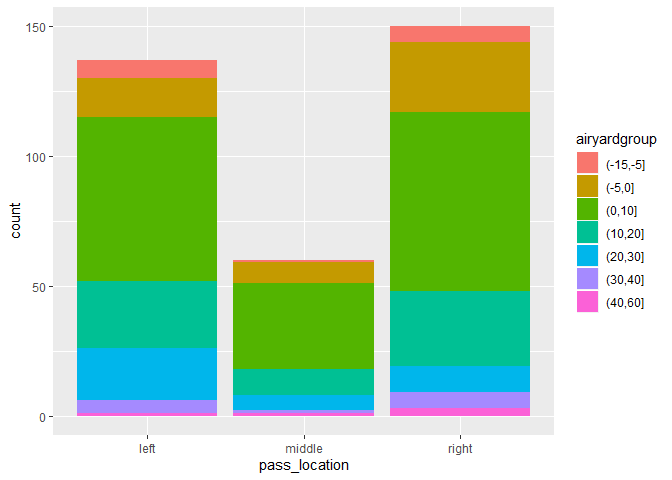 150
100
50
0
count
left middle right
pass_location
airyardgroup
(-15,-5]
(-5,0]
(0,10]
(10,20]
(20,30]
(30,40]
(40,60]